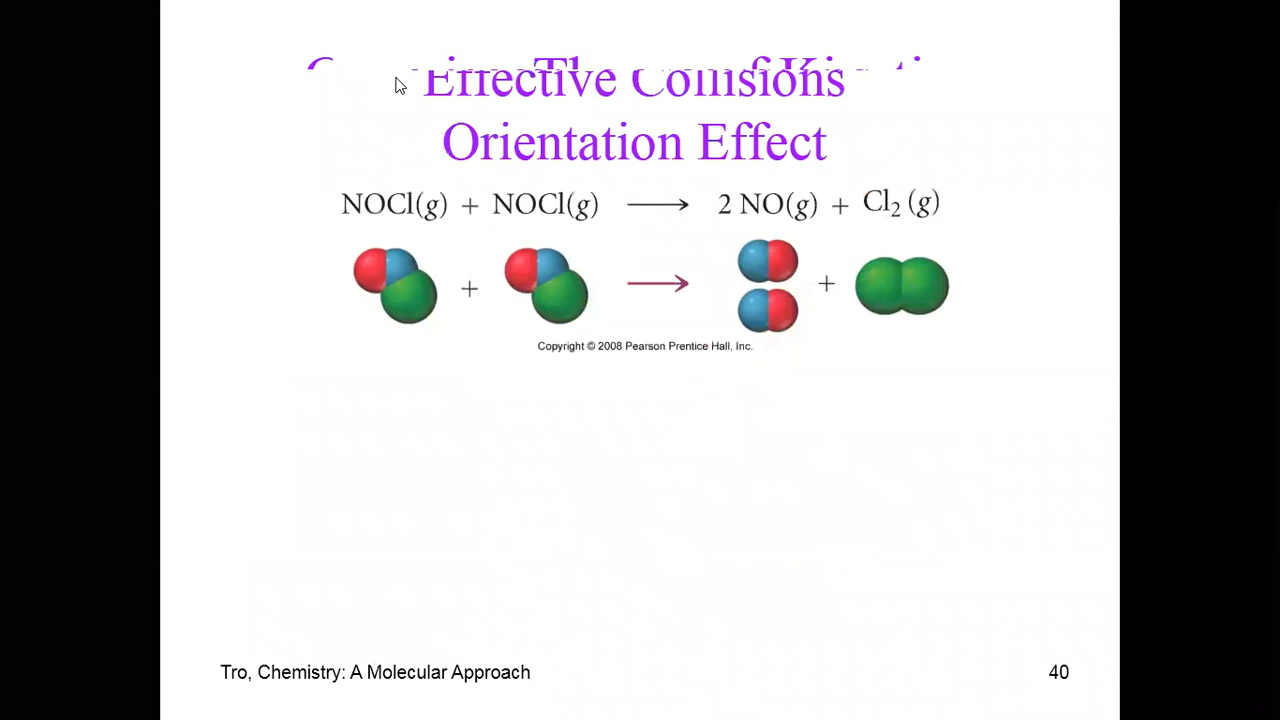 Effective Collisions
Orientation Effect
NOCl(g) + NOCl(g) ⟶ 2 NO(g) + Cl₂(g)
+ ⟶ +
Copyright © 2008 Pearson Prentice Hall, Inc.
Tro, Chemistry: A Molecular Approach 40